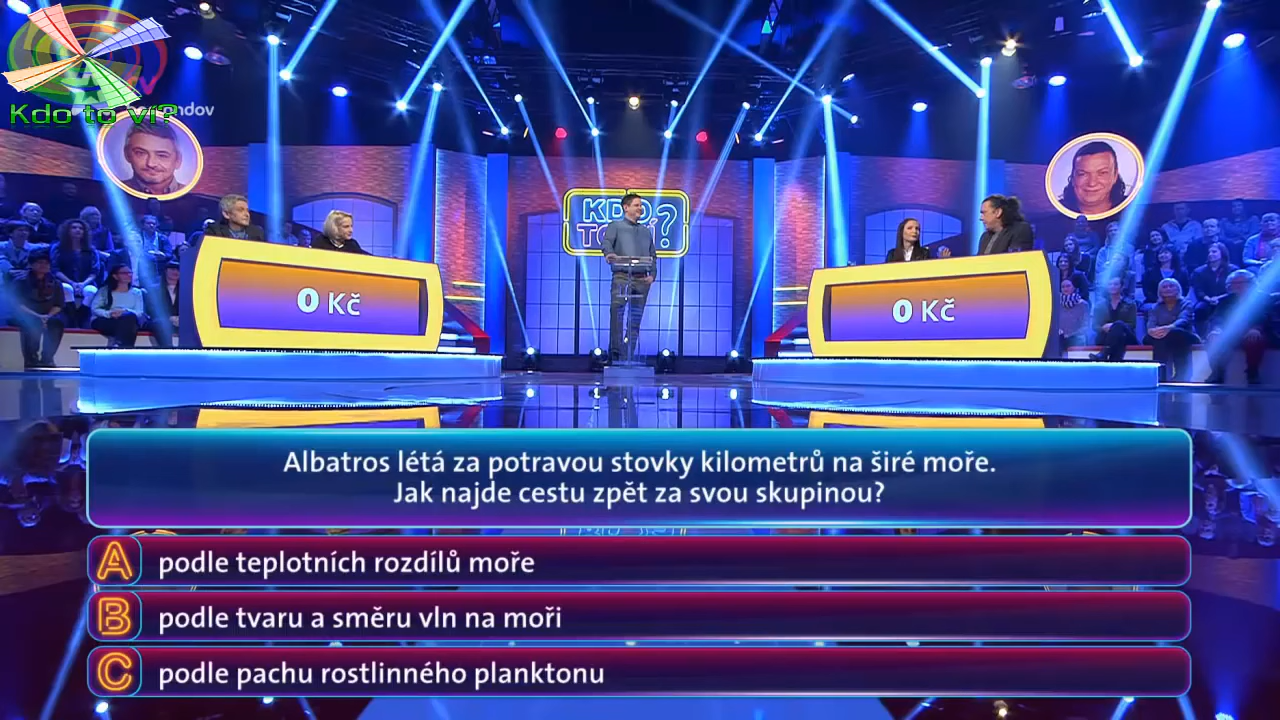 Kdo to ví?
KDO
TO VÍ?
0 Kč
0 Kč
Albatros létá za potravou stovky kilometrů na širé moře.
Jak najde cestu zpět za svou skupinou?
A podle teplotních rozdílů moře
B podle tvaru a směru vln na moři
C podle pachu rostlinného planktonu